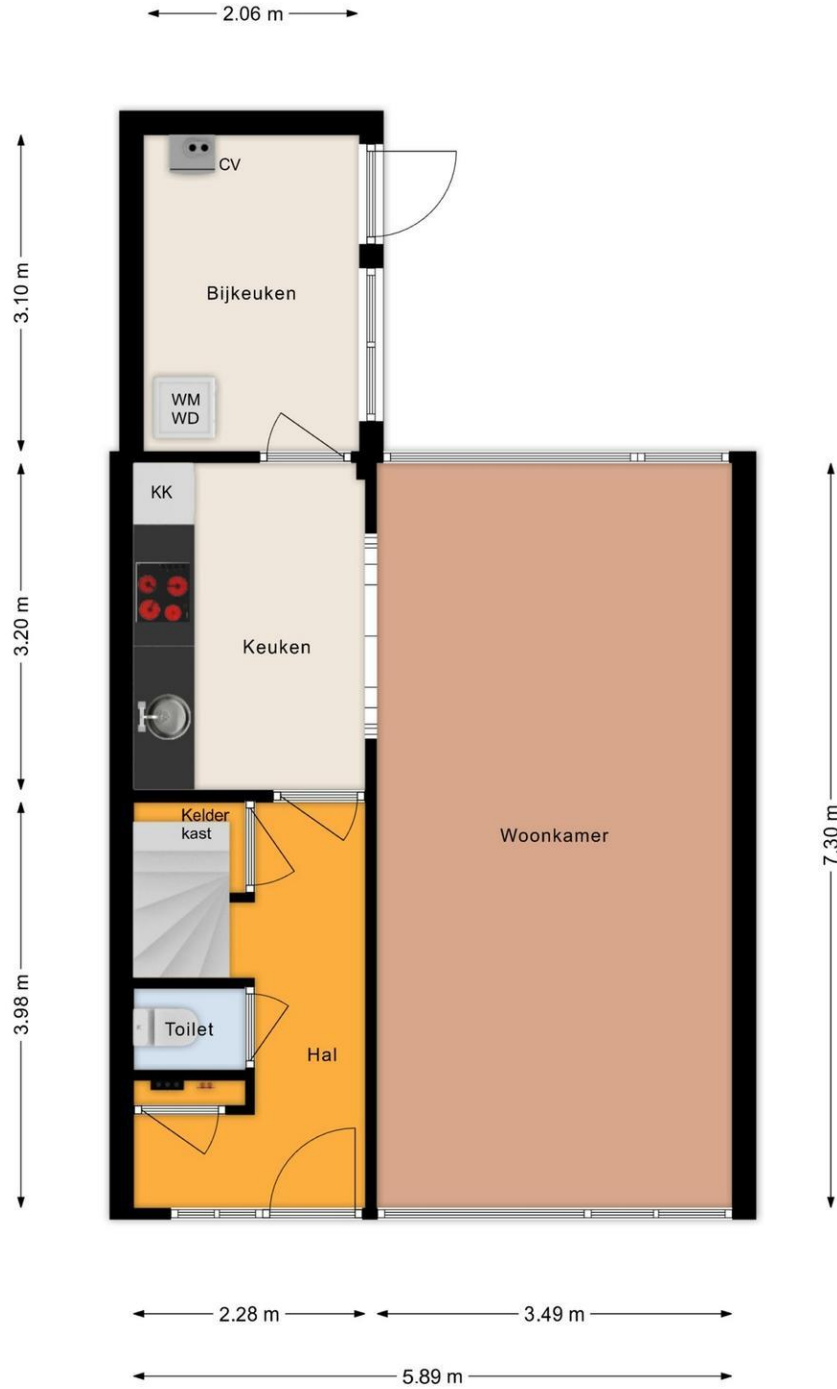 2.06 m
CV
3.10 m
Bijkeuken
WM
WD
KK
3.20 m
Keuken
Kelder
kast
Woonkamer
7.30 m
3.98 m
Toilet
Hal
2.28 m
3.49 m
5.89 m